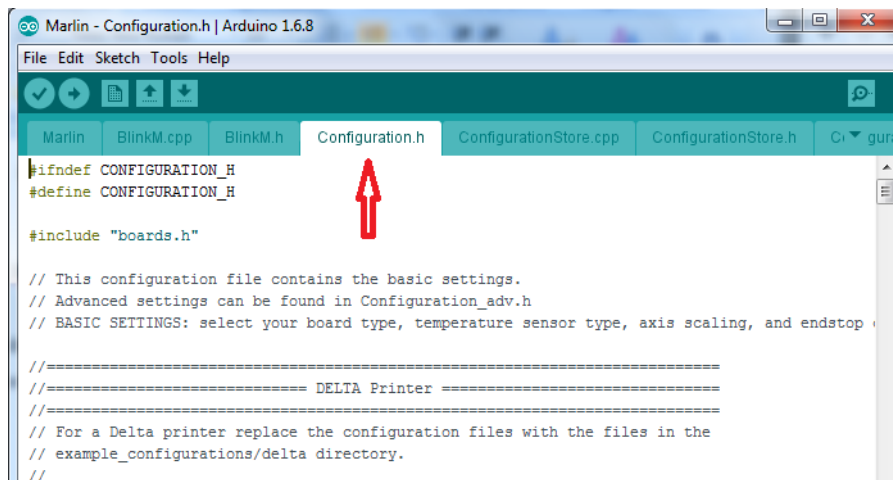 Marlin - Configuration.h | Arduino 1.6.8
File Edit Sketch Tools Help
Marlin BlinkM.cpp BlinkM.h Configuration.h ConfigurationStore.cpp ConfigurationStore.h
#ifndef CONFIGURATION_H
#define CONFIGURATION_H
#include "boards.h"
// This configuration file contains the basic settings.
// Advanced settings can be found in Configuration_adv.h
// BASIC SETTINGS: select your board type, temperature sensor type, axis scaling, and endstop
//===========================================================================
//============================= DELTA Printer ===============================
//===========================================================================
// For a Delta printer replace the configuration files with the files in the
// example_configurations/delta directory.
//